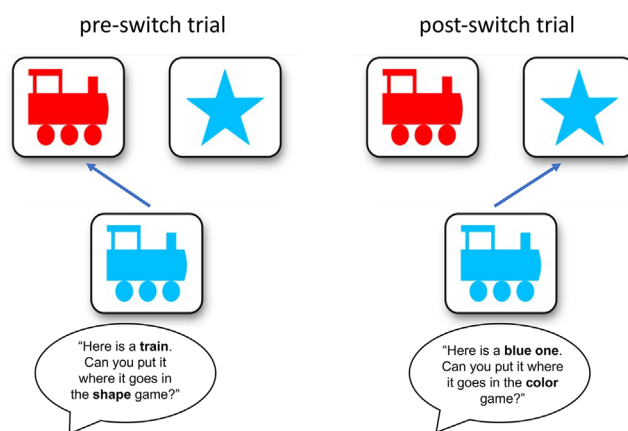 pre-switch trial
post-switch trial
“Here is a train.
Can you put it
where it goes in
the shape game?”
“Here is a blue one.
Can you put it where
it goes in the color
game?”